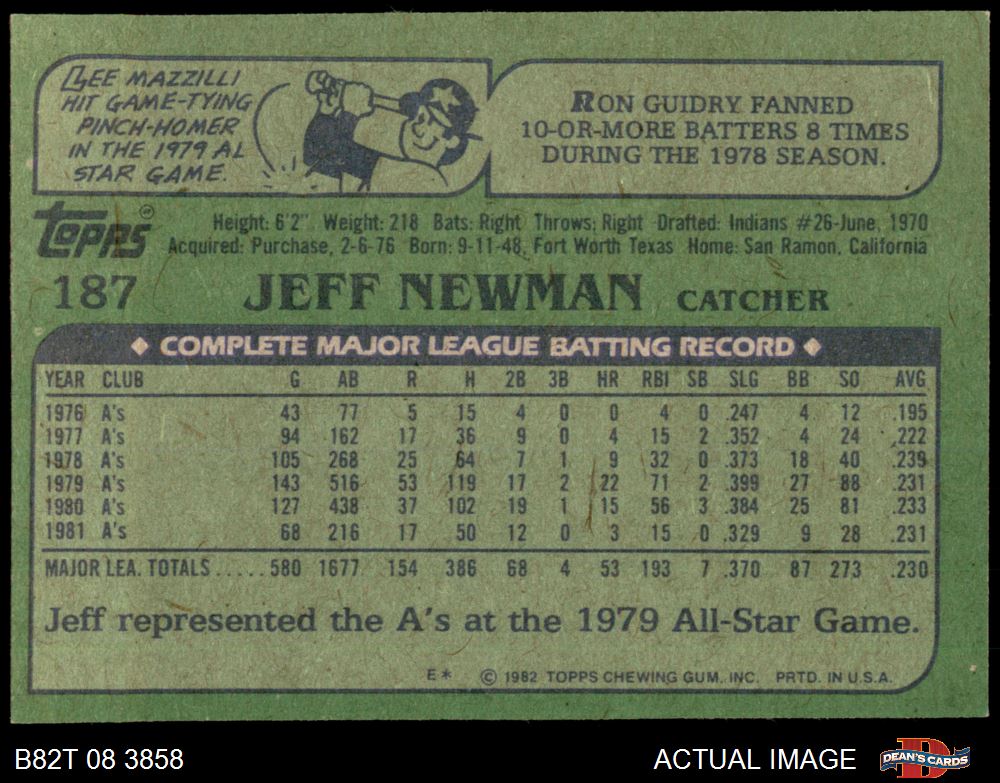 LEE MAZZILLI
HIT GAME-TYING
PINCH-HOMER
IN THE 1979 AL
STAR GAME.
RON GUIDRY FANNED
10-OR-MORE BATTERS 8 TIMES
DURING THE 1978 SEASON.
TOPPS ®
Height: 6'2" Weight: 218 Bats: Right Throws: Right Drafted: Indians #26-June, 1970
Acquired: Purchase, 2-6-76 Born: 9-11-48, Fort Worth Texas Home: San Ramon, California
187 JEFF NEWMAN CATCHER
◆ COMPLETE MAJOR LEAGUE BATTING RECORD ◆
YEAR CLUB G AB R H 2B 3B HR RBI SB SLG BB SO AVG
1976 A's 43 77 5 15 4 0 0 4 0 .247 4 12 .195
1977 A's 94 162 17 36 9 0 4 15 2 .352 4 24 .222
1978 A's 105 268 25 64 7 1 9 32 0 .373 18 40 .239
1979 A's 143 516 53 119 17 2 22 71 2 .399 27 88 .231
1980 A's 127 438 37 102 19 1 15 56 3 .384 25 81 .233
1981 A's 68 216 17 50 12 0 3 15 0 .329 9 28 .231
MAJOR LEA. TOTALS..... 580 1677 154 386 68 4 53 193 7 .370 87 273 .230
Jeff represented the A's at the 1979 All-Star Game.
E* © 1982 TOPPS CHEWING GUM, INC. PRTD. IN U.S.A.
B82T 08 3858 ACTUAL IMAGE DEAN'S CARDS